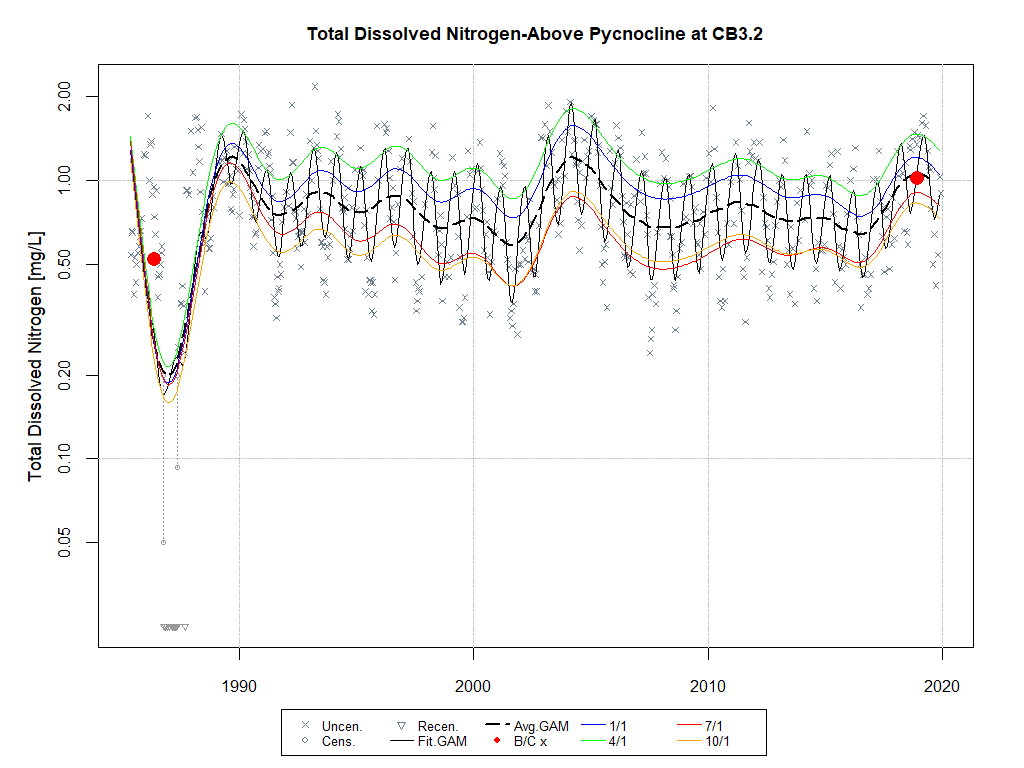 Total Dissolved Nitrogen-Above Pycnocline at CB3.2
Total Dissolved Nitrogen [mg/L]
2.00
1.00
0.50
0.20
0.10
0.05
1990 2000 2010 2020
Uncen. Recen. Avg.GAM 1/1 7/1
Cens. Fit.GAM B/C x 4/1 10/1